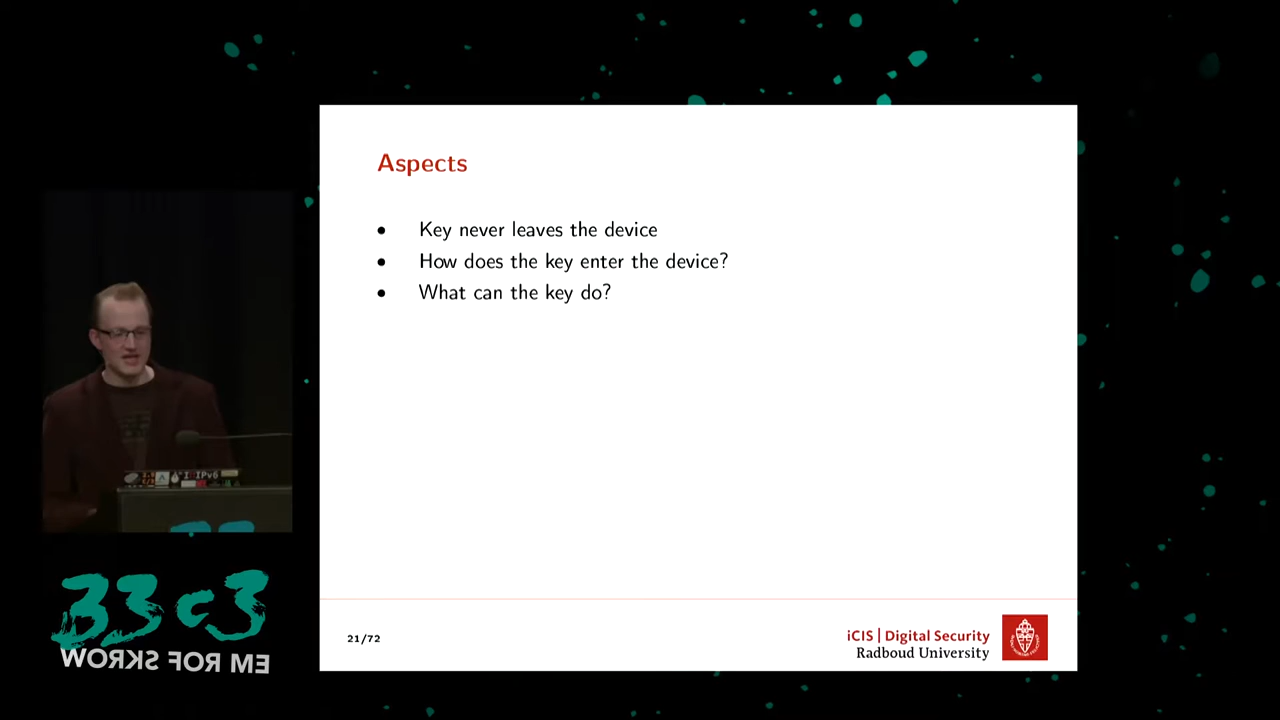 Aspects
• Key never leaves the device
• How does the key enter the device?
• What can the key do?
21/72
iCIS | Digital Security
Radboud University
IPv6
33c3
WORKS FOR ME